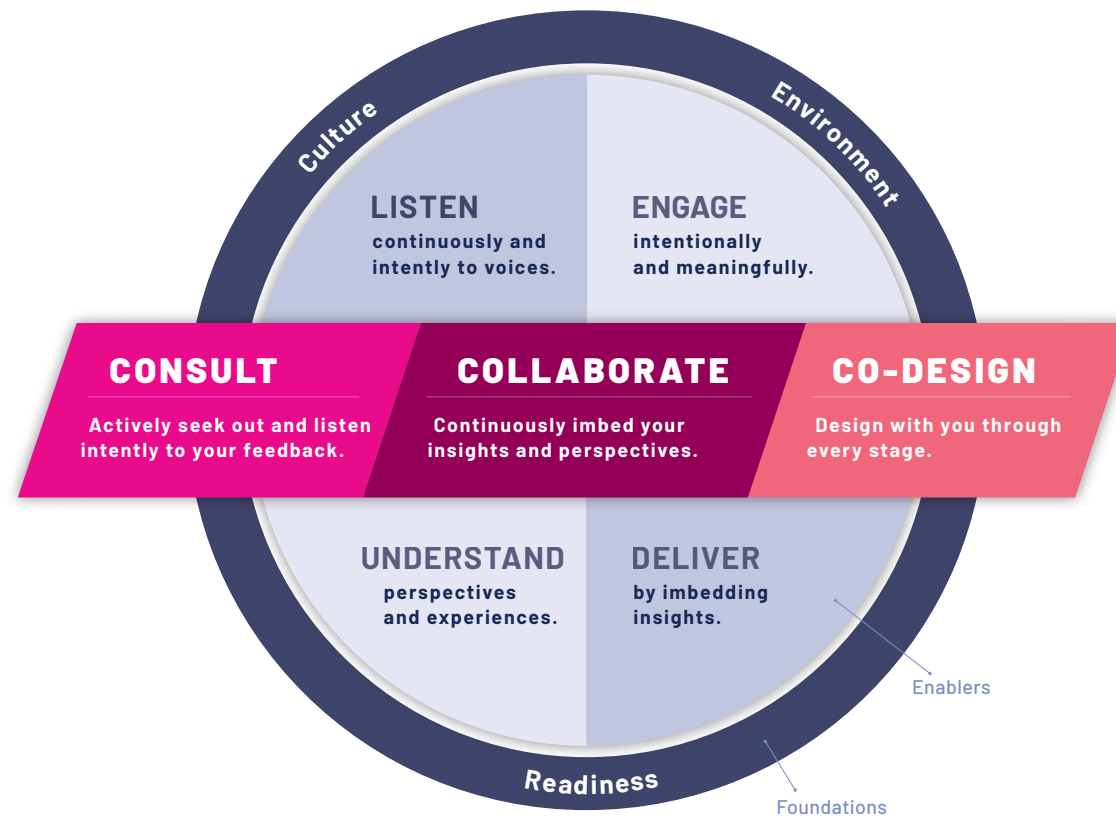 Culture
Environment
LISTEN
continuously and
intently to voices.
ENGAGE
intentionally
and meaningfully.
CONSULT
Actively seek out and listen
intently to your feedback.
COLLABORATE
Continuously imbed your
insights and perspectives.
CO-DESIGN
Design with you through
every stage.
UNDERSTAND
perspectives
and experiences.
DELIVER
by imbedding
insights.
Enablers
Readiness
Foundations